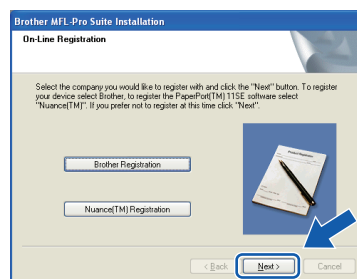 Brother MFL-Pro Suite Installation
On-Line Registration
Select the company you would like to register with and click the "Next" button. To register
your device select Brother, to register the PaperPort(TM) 11SE software select
"Nuance(TM)". If you prefer not to register at this time click "Next".
Brother Registration
Nuance(TM) Registration
< Back
Next >
Cancel